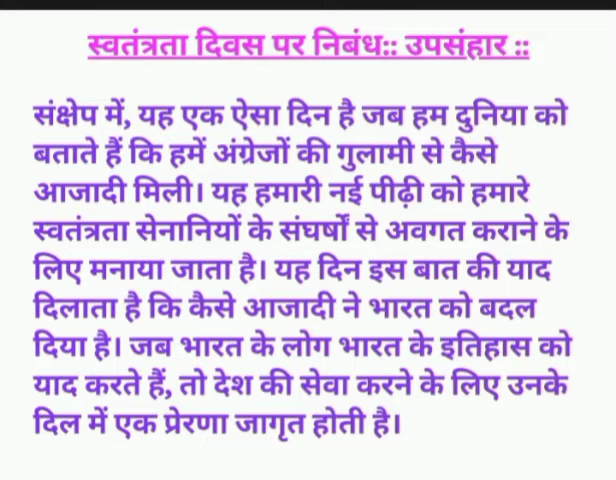 स्वतंत्रता दिवस पर निबंध:: उपसंहार ::
संक्षेप में, यह एक ऐसा दिन है जब हम दुनिया को
बताते हैं कि हमें अंग्रेजों की गुलामी से कैसे
आजादी मिली। यह हमारी नई पीढ़ी को हमारे
स्वतंत्रता सेनानियों के संघर्षों से अवगत कराने के
लिए मनाया जाता है। यह दिन इस बात की याद
दिलाता है कि कैसे आजादी ने भारत को बदल
दिया है। जब भारत के लोग भारत के इतिहास को
याद करते हैं, तो देश की सेवा करने के लिए उनके
दिल में एक प्रेरणा जागृत होती है।